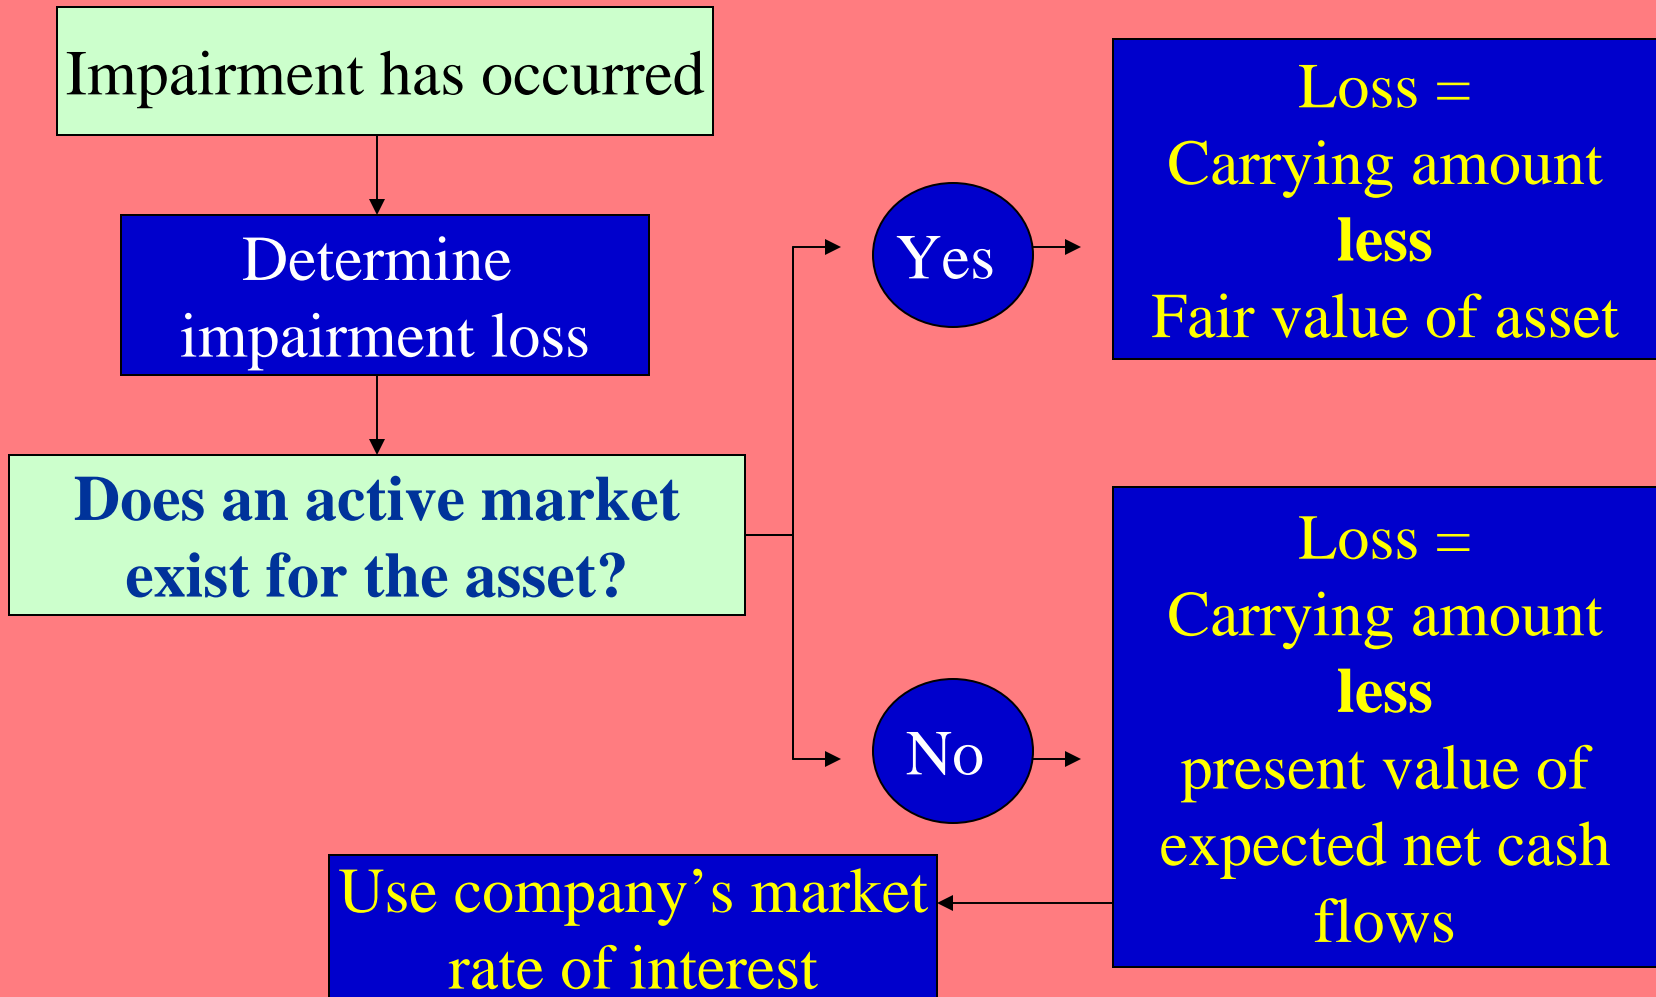 Impairment has occurred
Determine
impairment loss
Does an active market
exist for the asset?
Yes
Loss =
Carrying amount
less
Fair value of asset
No
Loss =
Carrying amount
less
present value of
expected net cash
flows
Use company’s market
rate of interest